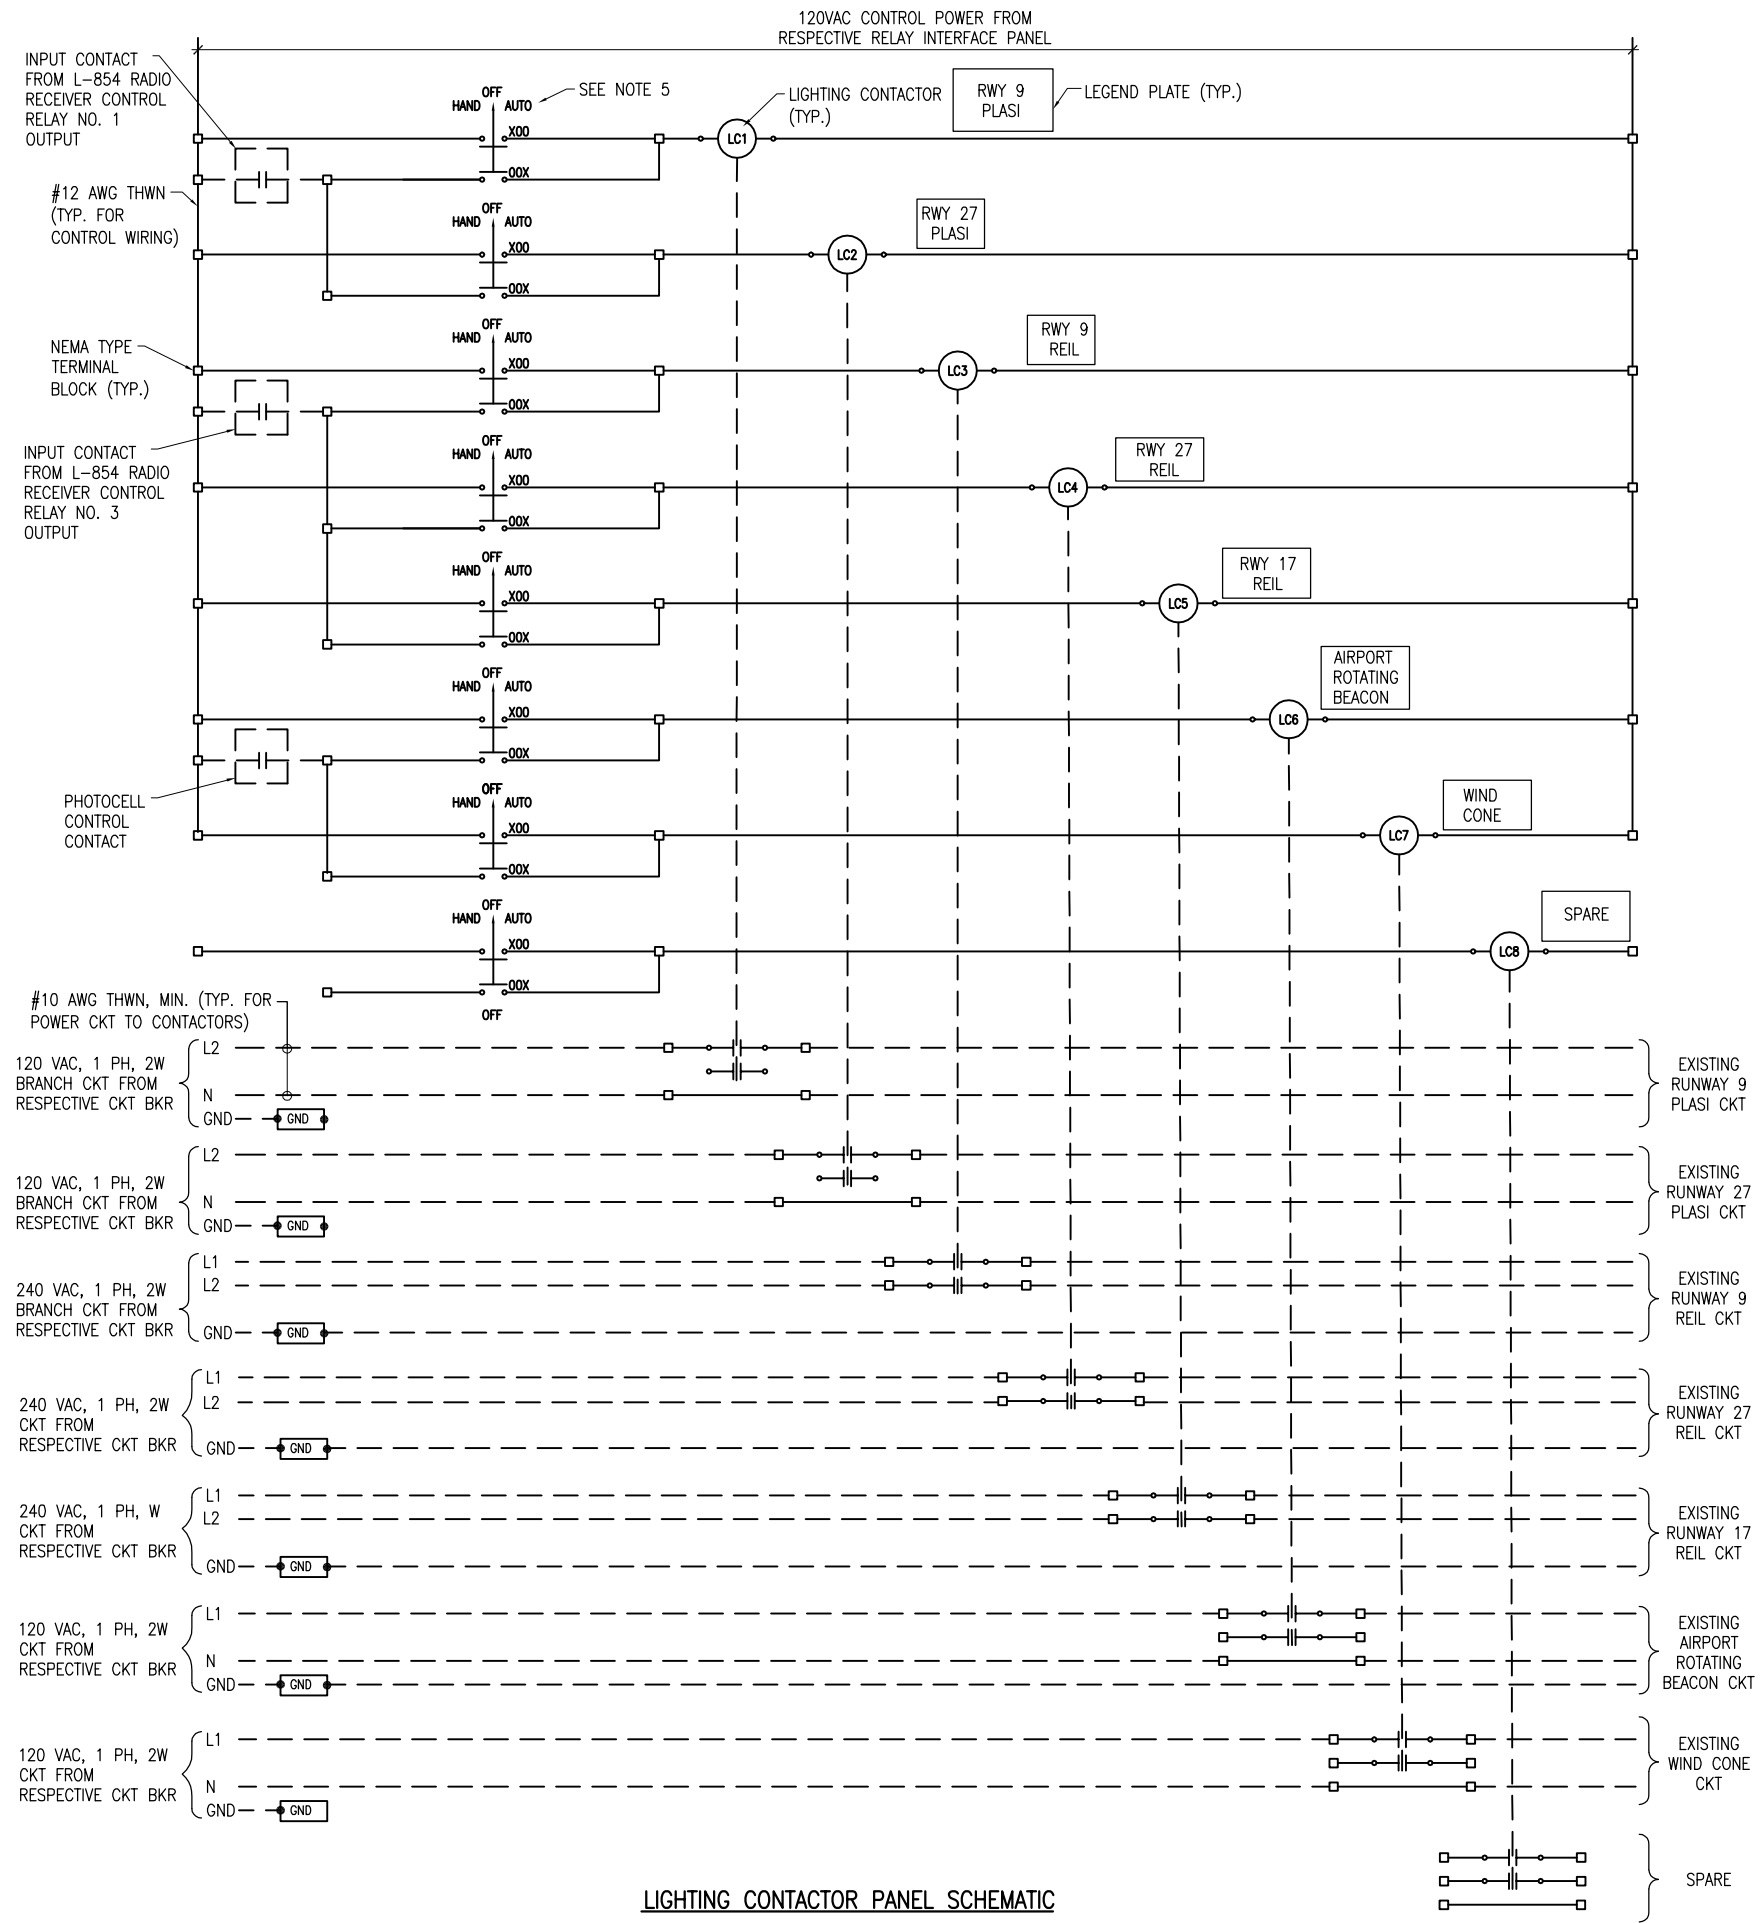 120VAC CONTROL POWER FROM
RESPECTIVE RELAY INTERFACE PANEL
INPUT CONTACT
FROM L-854 RADIO
RECEIVER CONTROL
RELAY NO. 1
OUTPUT
OFF
HAND AUTO
SEE NOTE 5
LIGHTING CONTACTOR
(TYP.)
RWY 9
PLASI
LEGEND PLATE (TYP.)
X00
LC1
00X
#12 AWG THWN
(TYP. FOR
CONTROL WIRING)
OFF
HAND AUTO
RWY 27
PLASI
X00
LC2
00X
OFF
HAND AUTO
RWY 9
REIL
NEMA TYPE
TERMINAL
BLOCK (TYP.)
X00
LC3
00X
INPUT CONTACT
FROM L-854 RADIO
RECEIVER CONTROL
RELAY NO. 3
OUTPUT
OFF
HAND AUTO
RWY 27
REIL
X00
LC4
00X
OFF
HAND AUTO
RWY 17
REIL
X00
LC5
00X
OFF
HAND AUTO
AIRPORT
ROTATING
BEACON
X00
LC6
00X
PHOTOCELL
CONTROL
CONTACT
OFF
HAND AUTO
WIND
CONE
X00
LC7
00X
OFF
HAND AUTO
SPARE
X00
LC8
00X
OFF
#10 AWG THWN, MIN. (TYP. FOR
POWER CKT TO CONTACTORS)
120 VAC, 1 PH, 2W
BRANCH CKT FROM
RESPECTIVE CKT BKR
L2
N
GND
GND
EXISTING
RUNWAY 9
PLASI CKT
120 VAC, 1 PH, 2W
BRANCH CKT FROM
RESPECTIVE CKT BKR
L2
N
GND
GND
EXISTING
RUNWAY 27
PLASI CKT
240 VAC, 1 PH, 2W
BRANCH CKT FROM
RESPECTIVE CKT BKR
L1
L2
GND
GND
EXISTING
RUNWAY 9
REIL CKT
240 VAC, 1 PH, 2W
CKT FROM
RESPECTIVE CKT BKR
L1
L2
GND
GND
EXISTING
RUNWAY 27
REIL CKT
240 VAC, 1 PH, W
CKT FROM
RESPECTIVE CKT BKR
L1
L2
GND
GND
EXISTING
RUNWAY 17
REIL CKT
120 VAC, 1 PH, 2W
CKT FROM
RESPECTIVE CKT BKR
L1
N
GND
GND
EXISTING
AIRPORT
ROTATING
BEACON CKT
120 VAC, 1 PH, 2W
CKT FROM
RESPECTIVE CKT BKR
L1
N
GND
GND
EXISTING
WIND CONE
CKT
SPARE
LIGHTING CONTACTOR PANEL SCHEMATIC